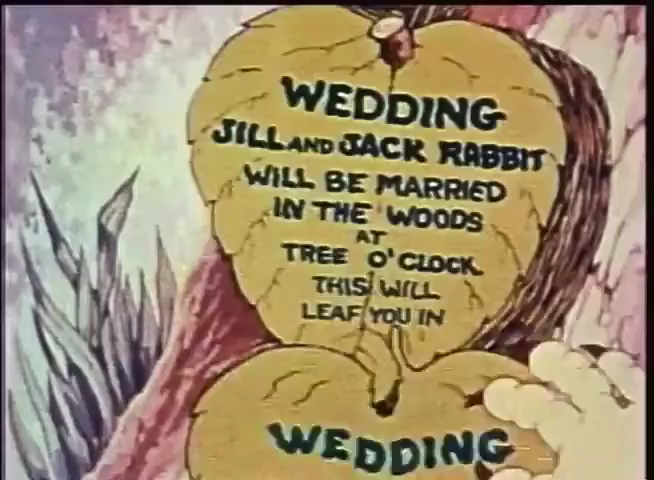 WEDDING
JILL AND JACK RABBIT
WILL BE MARRIED
IN THE WOODS
AT
TREE O'CLOCK
THIS WILL
LEAF YOU IN
WEDDING